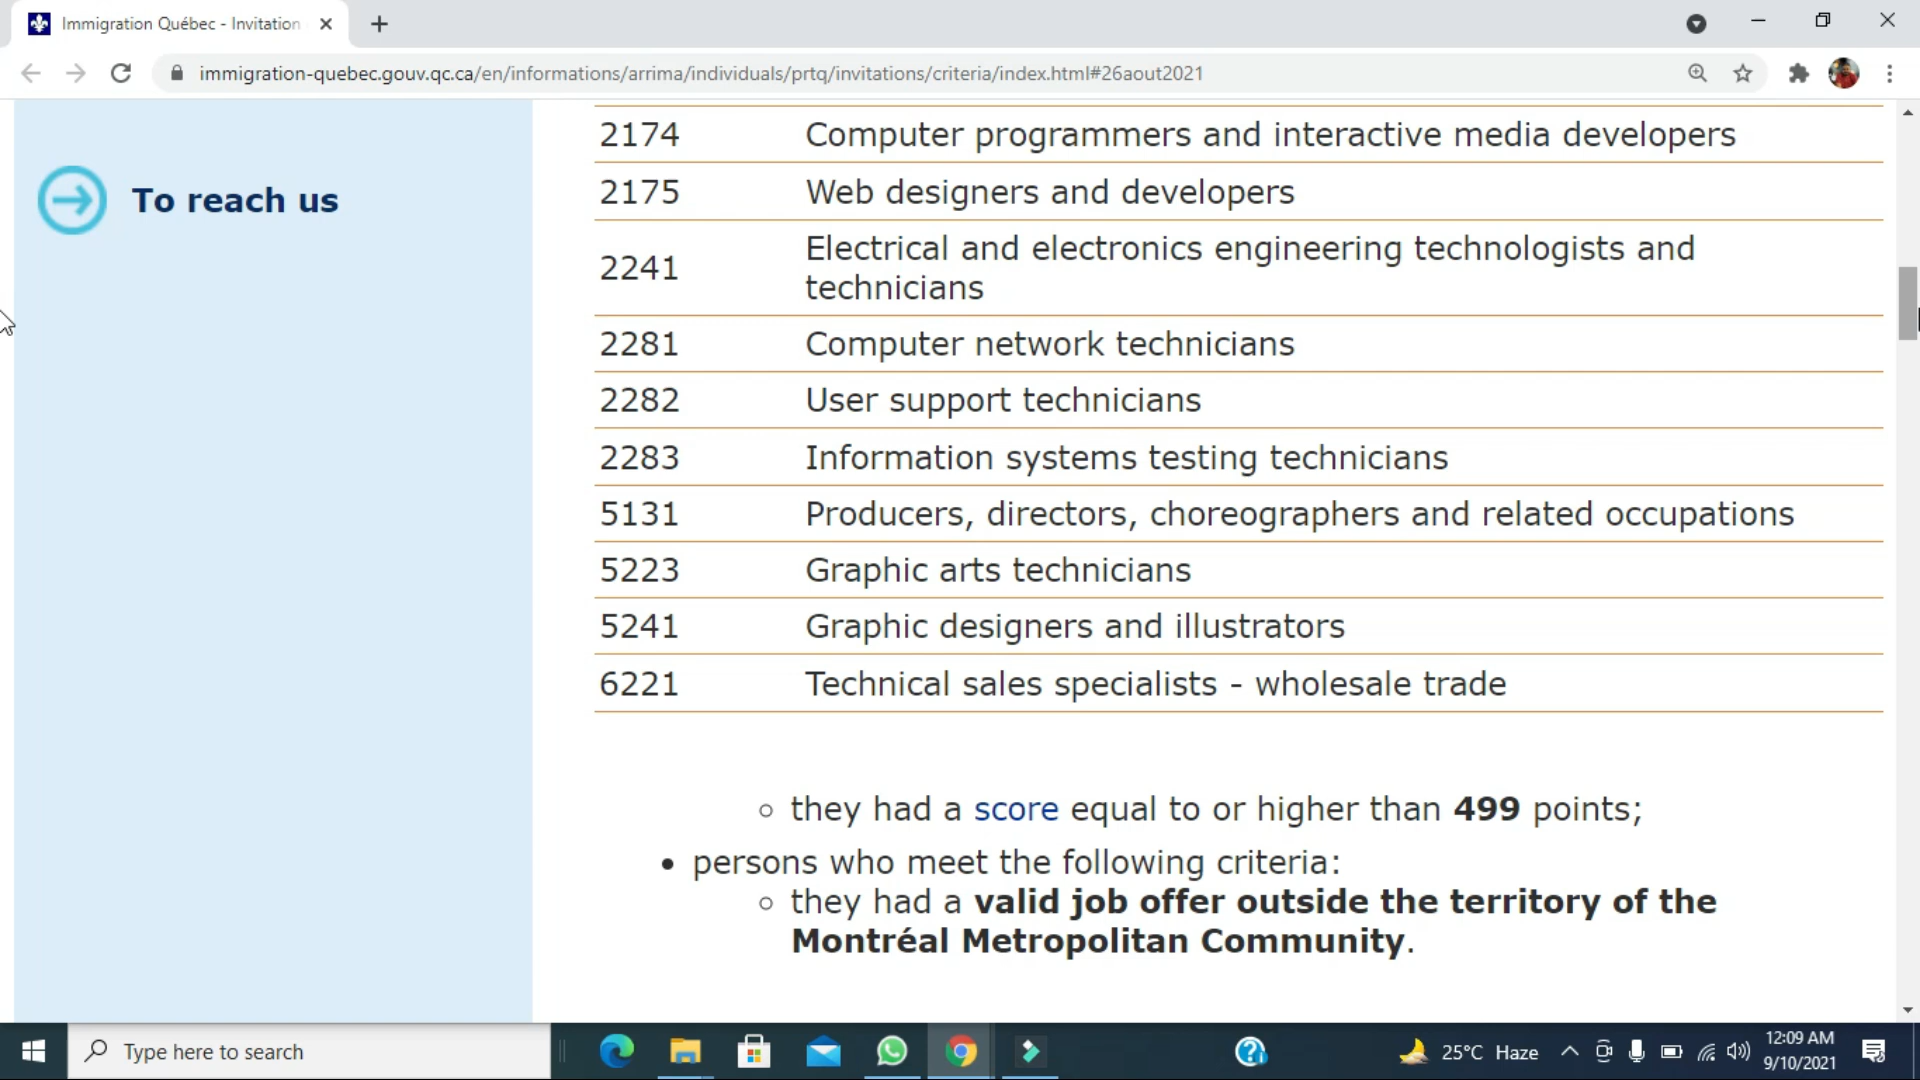 Immigration Québec - Invitation
immigration-quebec.gouv.qc.ca/en/informations/arrima/individuals/prtq/invitations/criteria/index.html#26aout2021
To reach us
2174 Computer programmers and interactive media developers
2175 Web designers and developers
2241 Electrical and electronics engineering technologists and
technicians
2281 Computer network technicians
2282 User support technicians
2283 Information systems testing technicians
5131 Producers, directors, choreographers and related occupations
5223 Graphic arts technicians
5241 Graphic designers and illustrators
6221 Technical sales specialists - wholesale trade
they had a score equal to or higher than 499 points;
persons who meet the following criteria:
they had a valid job offer outside the territory of the
Montréal Metropolitan Community.
Type here to search
25°C Haze
12:09 AM
9/10/2021